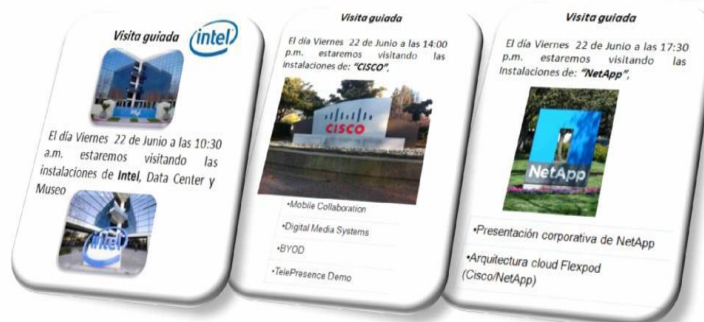 Visita guiada
intel
El día Viernes 22 de Junio a las 10:30
a.m. estaremos visitando las
instalaciones de Intel, Data Center y
Museo
intel
Visita guiada
El día Viernes 22 de Junio a las 14:00
p.m. estaremos visitando las
instalaciones de: "CISCO",
CISCO
•Mobile Collaboration
•Digital Media Systems
•BYOD
•TelePresence Demo
Visita guiada
El día Viernes 22 de Junio a las 17:30
p.m. estaremos visitando las
Instalaciones de: "NetApp",
NetApp
•Presentación corporativa de NetApp
•Arquitectura cloud Flexpod
(Cisco/NetApp)